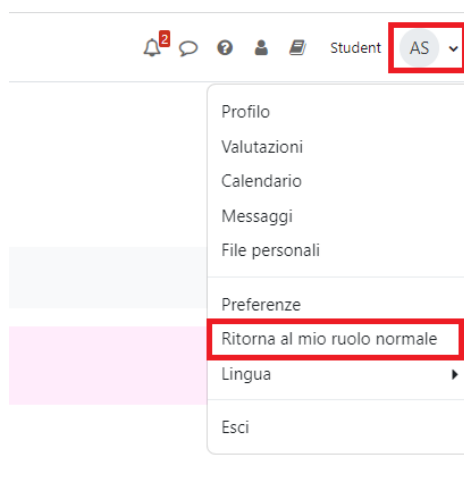 2
Student AS
Profilo
Valutazioni
Calendario
Messaggi
File personali
Preferenze
Ritorna al mio ruolo normale
Lingua
Esci